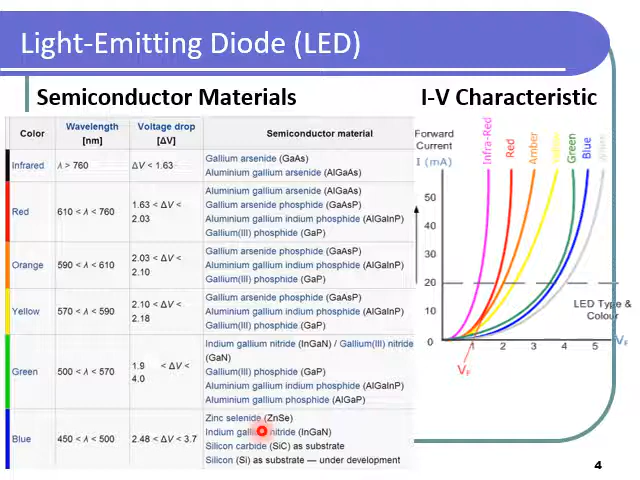 Light-Emitting Diode (LED)
Semiconductor Materials
I-V Characteristic
Color
Wavelength [nm]
Voltage drop [ΔV]
Semiconductor material
Infrared
λ > 760
ΔV < 1.63
Gallium arsenide (GaAs)
Aluminium gallium arsenide (AlGaAs)
Red
610 < λ < 760
1.63 < ΔV < 2.03
Aluminium gallium arsenide (AlGaAs)
Gallium arsenide phosphide (GaAsP)
Aluminium gallium indium phosphide (AlGaInP)
Gallium(III) phosphide (GaP)
Orange
590 < λ < 610
2.03 < ΔV < 2.10
Gallium arsenide phosphide (GaAsP)
Aluminium gallium indium phosphide (AlGaInP)
Gallium(III) phosphide (GaP)
Yellow
570 < λ < 590
2.10 < ΔV < 2.18
Gallium arsenide phosphide (GaAsP)
Aluminium gallium indium phosphide (AlGaInP)
Gallium(III) phosphide (GaP)
Green
500 < λ < 570
1.9 < ΔV < 4.0
Indium gallium nitride (InGaN) / Gallium(III) nitride
(GaN)
Gallium(III) phosphide (GaP)
Aluminium gallium indium phosphide (AlGaInP)
Aluminium gallium phosphide (AlGaP)
Blue
450 < λ < 500
2.48 < ΔV < 3.7
Zinc selenide (ZnSe)
Indium gallium nitride (InGaN)
Silicon carbide (SiC) as substrate
Silicon (Si) as substrate — under development
Forward
Current
I (mA)
Infra-Red
Red
Amber
Yellow
Green
Blue
White
50
40
30
20
10
0
LED Type &
Colour
1 2 3 4 5
VF
VF
4